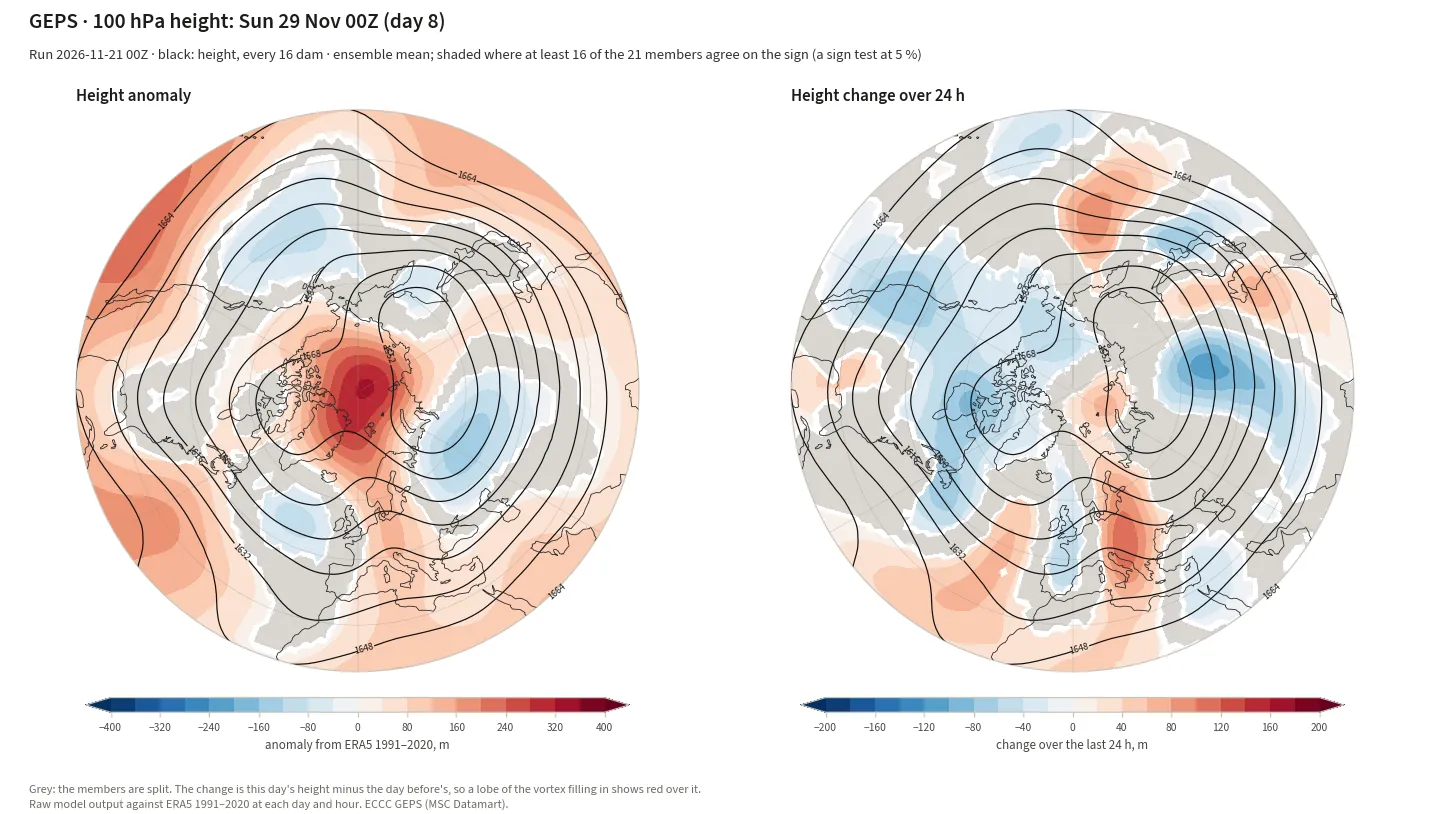 GEPS · 100 hPa height: Sun 29 Nov 00Z (day 8)
Run 2026-11-21 00Z · black: height, every 16 dam · ensemble mean; shaded where at least 16 of the 21 members agree on the sign (a sign test at 5 %)
Height anomaly
Height change over 24 h
1664
1664
1568
1616
1632
1664
1648
1664
1664
1568
1616
1632
1664
1648
−400 −320 −240 −160 −80 0 80 160 240 320 400
anomaly from ERA5 1991–2020, m
−200 −160 −120 −80 −40 0 40 80 120 160 200
change over the last 24 h, m
Grey: the members are split. The change is this day's height minus the day before's, so a lobe of the vortex filling in shows red over it.
Raw model output against ERA5 1991–2020 at each day and hour. ECCC GEPS (MSC Datamart).